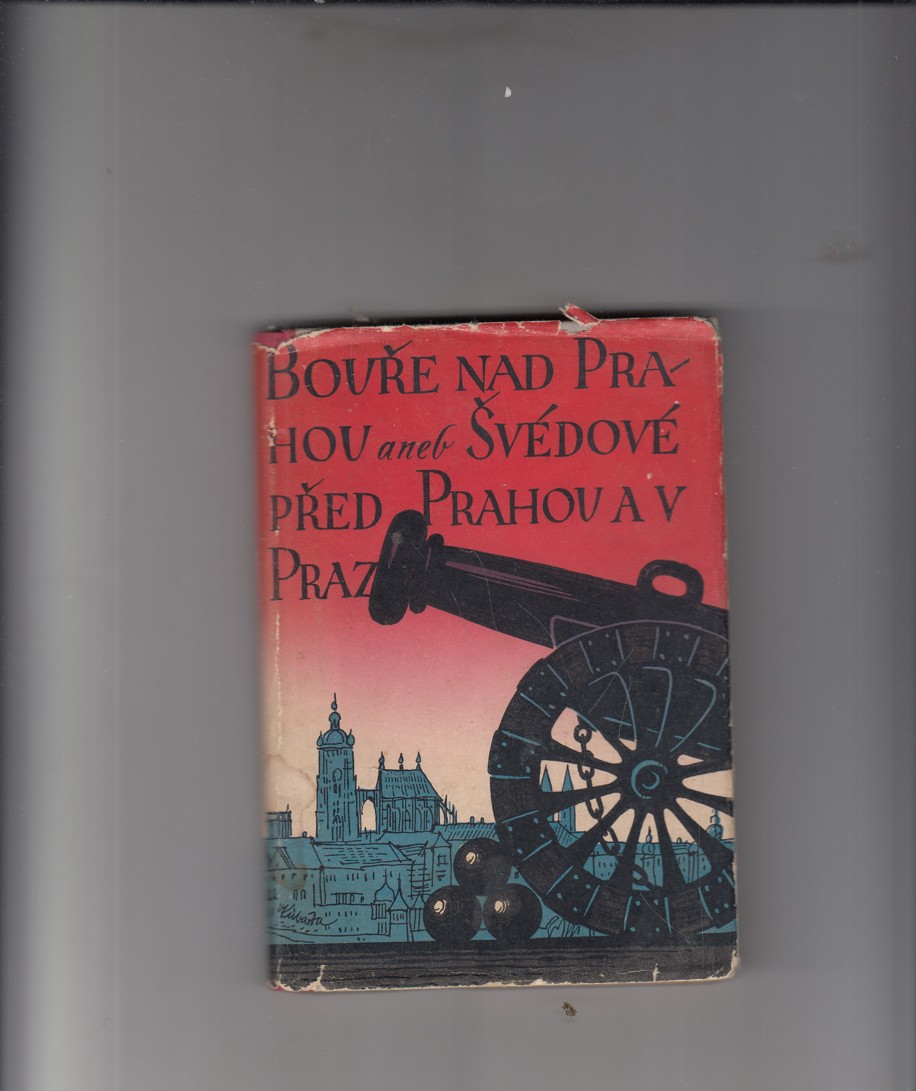 BOUŘE NAD PRA-
HOU aneb ŠVÉDOVÉ
PŘED PRAHOU A V
PRAZ